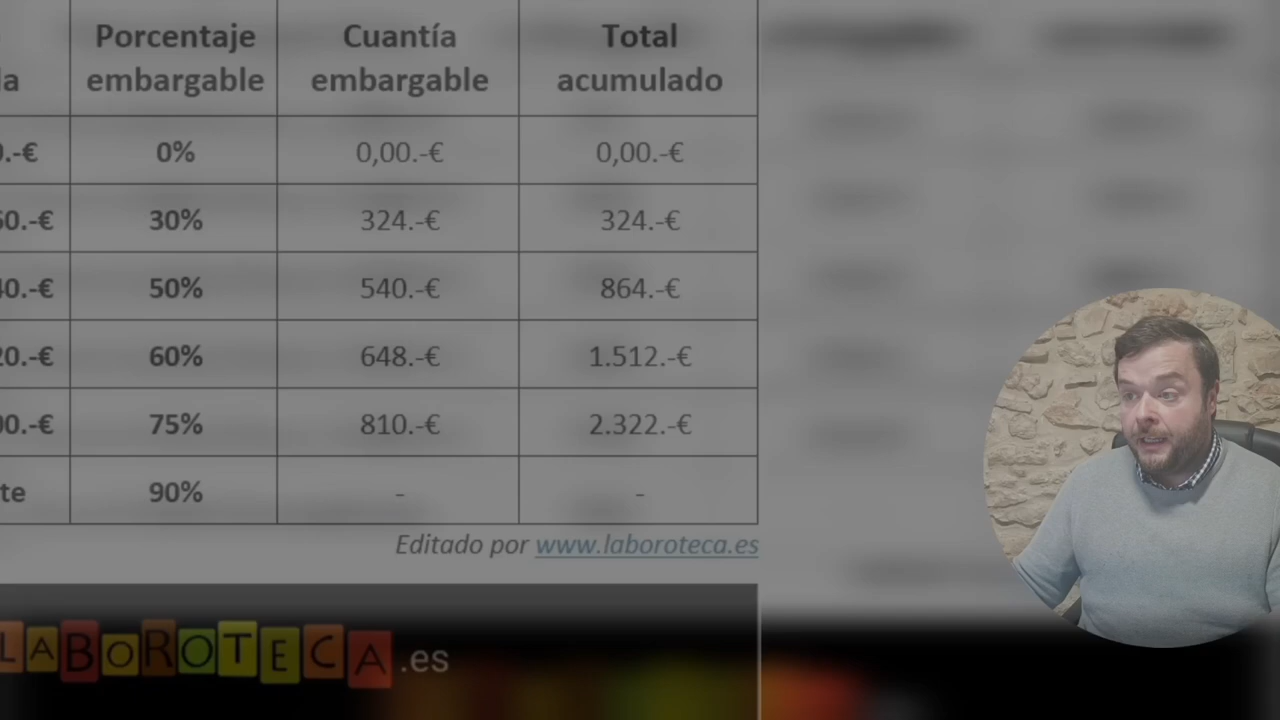 Porcentaje embargable Cuantía embargable Total acumulado
0% 0,00.-€ 0,00.-€
30% 324.-€ 324.-€
50% 540.-€ 864.-€
60% 648.-€ 1.512.-€
75% 810.-€ 2.322.-€
90% - -
Editado por www.laboroteca.es
LABOROTECA.es